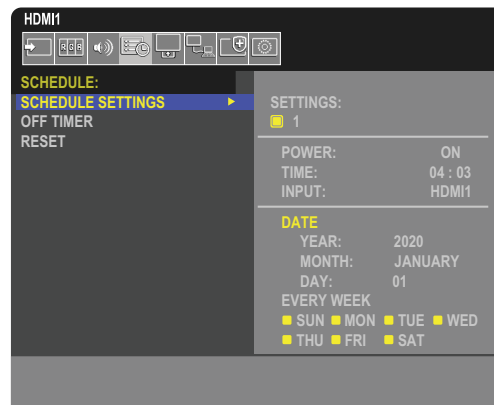 HDMI1
R G B
SCHEDULE:
SCHEDULE SETTINGS
OFF TIMER
RESET
SETTINGS:
1
POWER: ON
TIME: 04 : 03
INPUT: HDMI1
DATE
YEAR: 2020
MONTH: JANUARY
DAY: 01
EVERY WEEK
SUN MON TUE WED
THU FRI SAT